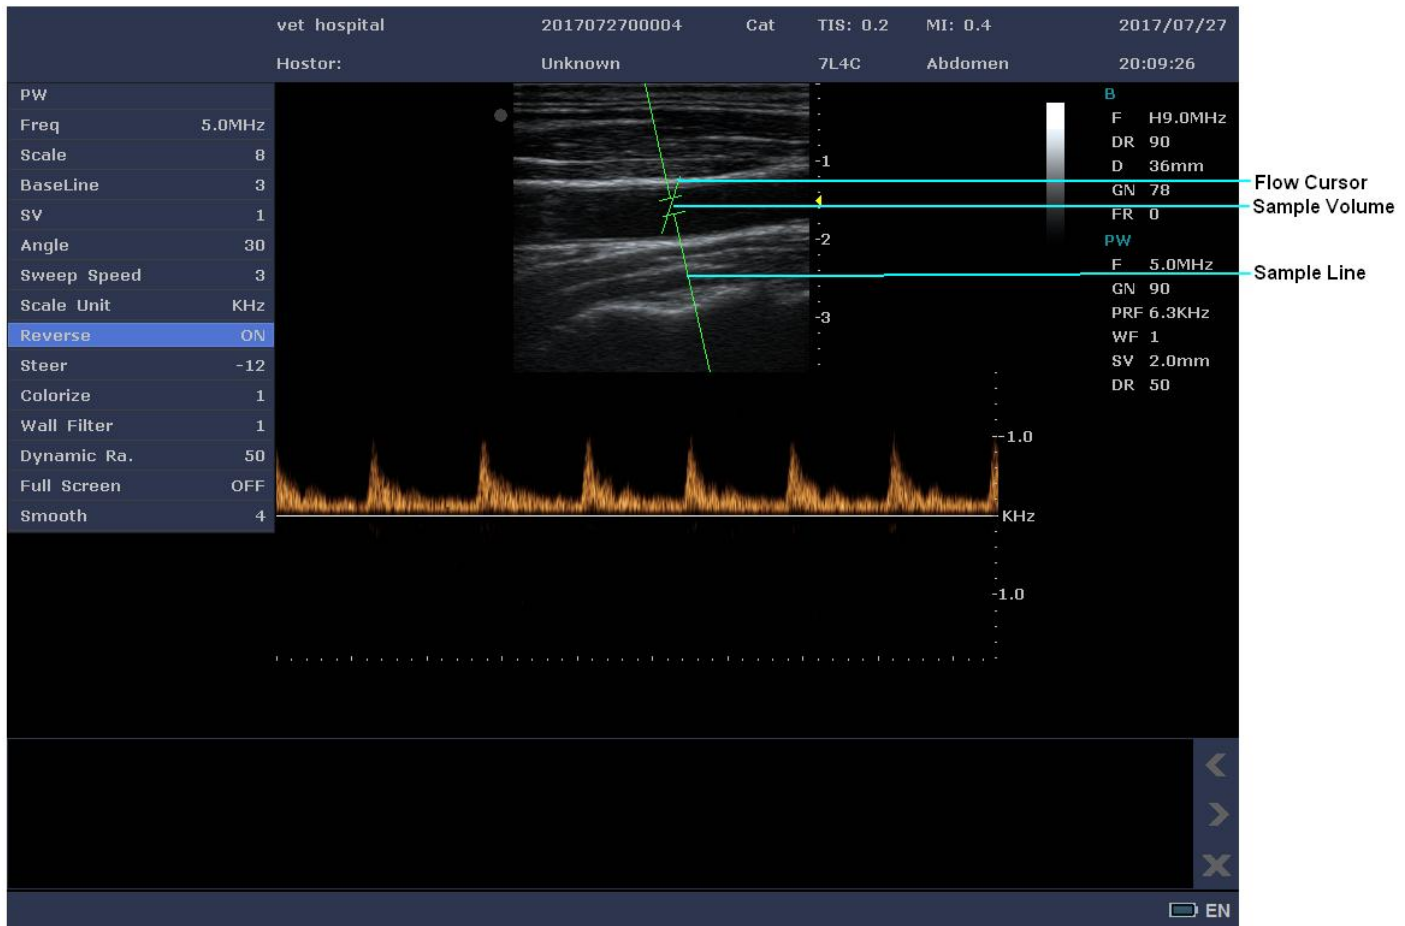 vet hospital 2017072700004 Cat TIS: 0.2 MI: 0.4 2017/07/27
Hostor: Unknown 7L4C Abdomen 20:09:26
PW
Freq 5.0MHz
Scale 8
BaseLine 3
SV 1
Angle 30
Sweep Speed 3
Scale Unit KHz
Reverse ON
Steer -12
Colorize 1
Wall Filter 1
Dynamic Ra. 50
Full Screen OFF
Smooth 4
-1
-2
-3
B
F H9.0MHz
DR 90
D 36mm
GN 78
FR 0
PW
F 5.0MHz
GN 90
PRF 6.3KHz
WF 1
SV 2.0mm
DR 50
Flow Cursor
Sample Volume
Sample Line
--1.0
KHz
-1.0
EN